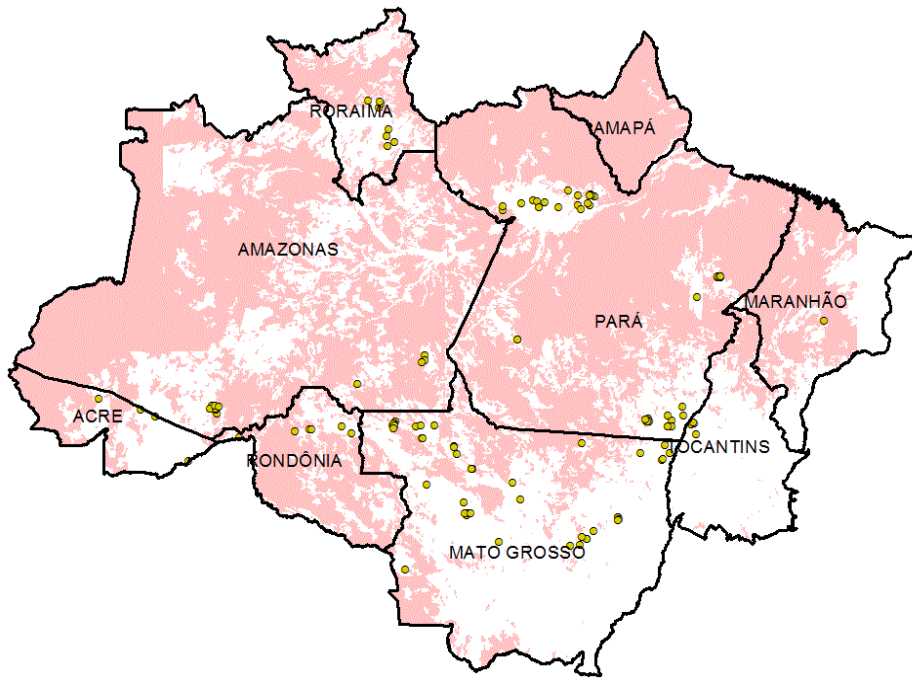 RORAIMA
AMAPÁ
AMAZONAS
MARANHÃO
PARÁ
ACRE
TOCANTINS
RONDÔNIA
MATO GROSSO